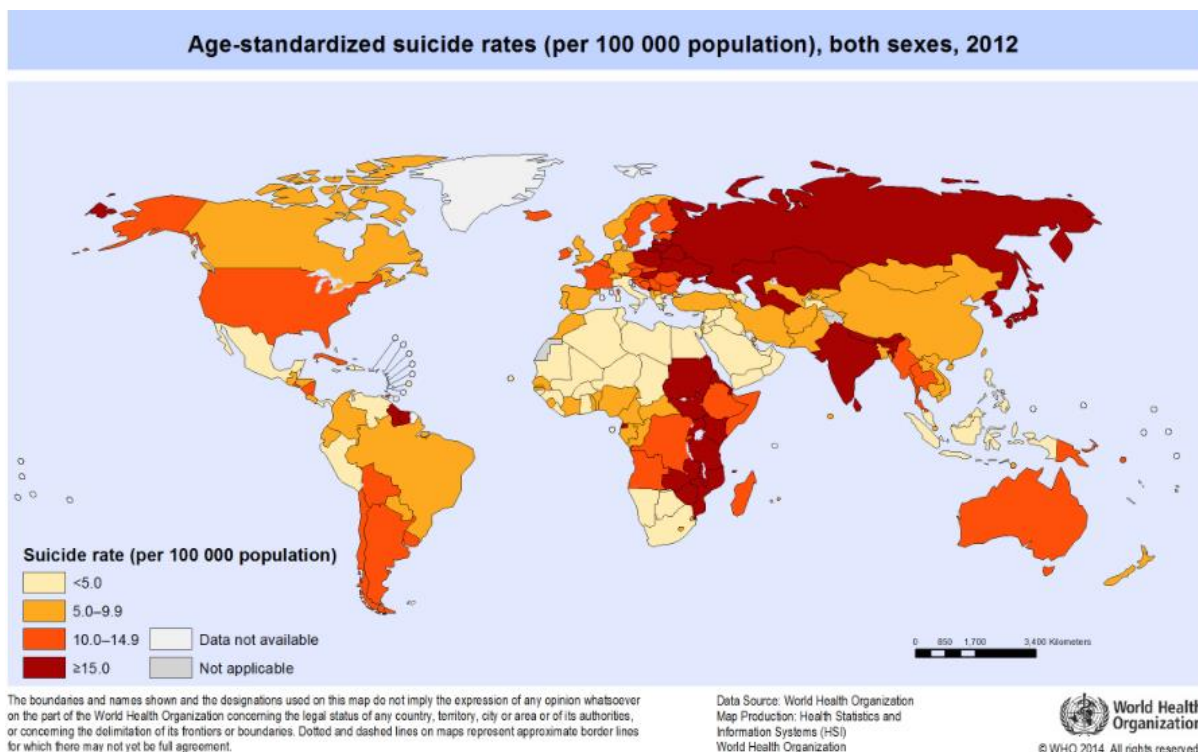 Age-standardized suicide rates (per 100 000 population), both sexes, 2012
Suicide rate (per 100 000 population)
<5.0
5.0–9.9
10.0–14.9
≥15.0
Data not available
Not applicable
0 850 1,700 3,400 Kilometers
The boundaries and names shown and the designations used on this map do not imply the expression of any opinion whatsoever
on the part of the World Health Organization concerning the legal status of any country, territory, city or area or of its authorities,
or concerning the delimitation of its frontiers or boundaries. Dotted and dashed lines on maps represent approximate border lines
for which there may not yet be full agreement.
Data Source: World Health Organization
Map Production: Health Statistics and
Information Systems (HSI)
World Health Organization
World Health
Organization
© WHO 2014. All rights reserved.